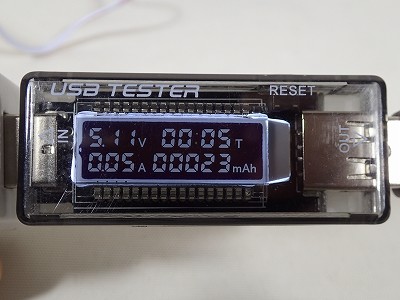 USB TESTER RESET
IN
5.11V 00:05T
0.05A 00023mAh
OUT